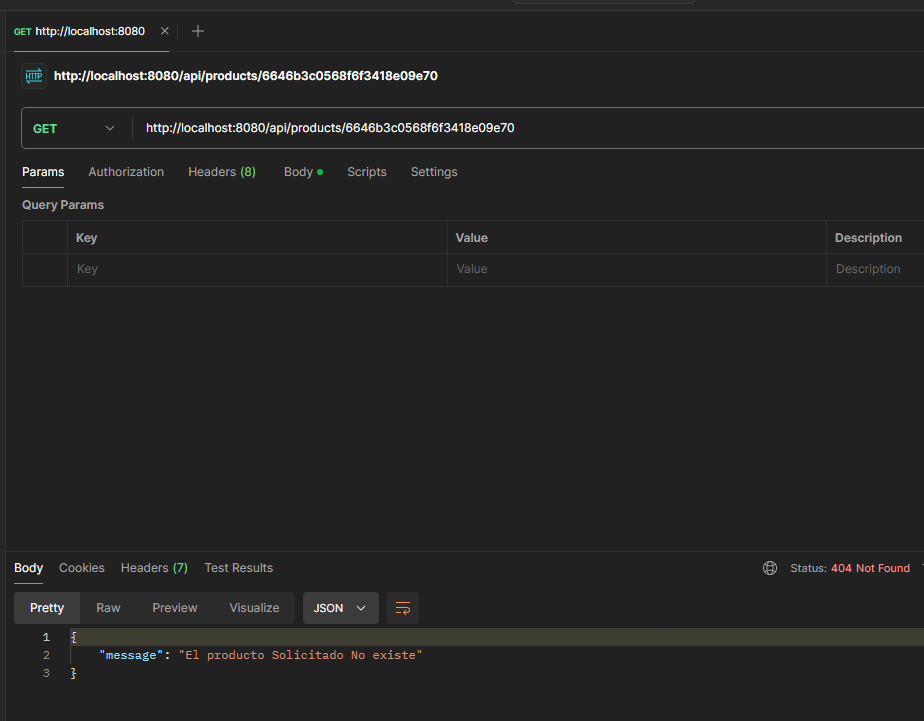 GET http://localhost:8080
HTTP http://localhost:8080/api/products/6646b3c0568f6f3418e09e70
GET http://localhost:8080/api/products/6646b3c0568f6f3418e09e70
Params Authorization Headers (8) Body Scripts Settings
Query Params
Key Value Description
Key Value Description
Body Cookies Headers (7) Test Results Status: 404 Not Found
Pretty Raw Preview Visualize JSON
1 {
2 "message": "El producto Solicitado No existe"
3 }